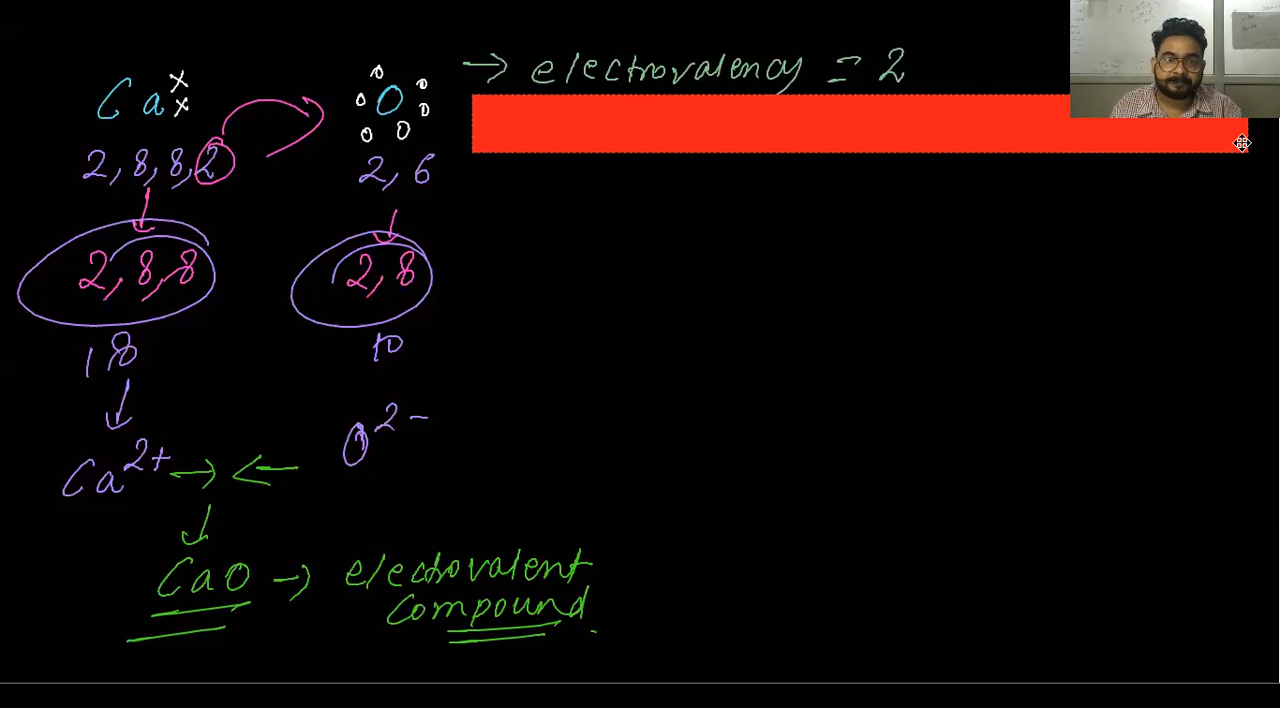 Ca
O
→ electrovalency = 2
2, 8, 8, 2
2, 6
2, 8, 8
2, 8
18
10
Ca2+ → ←
O2-
CaO → electrovalent
compound.